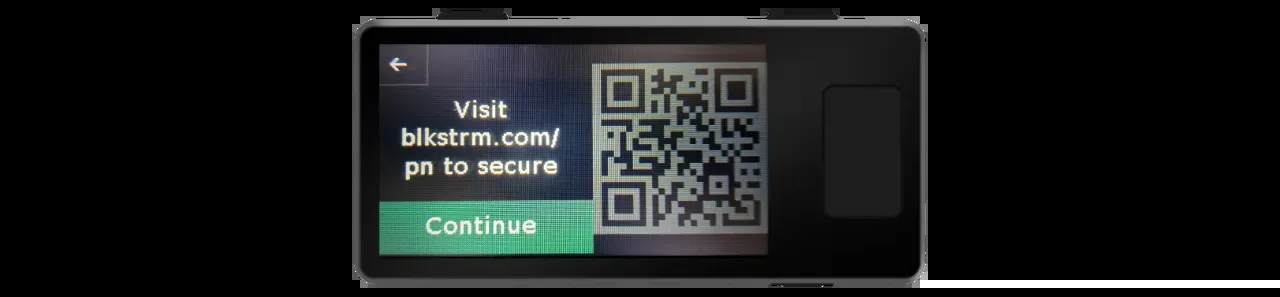 ←
Visit
blkstrm.com/
pn to secure
Continue